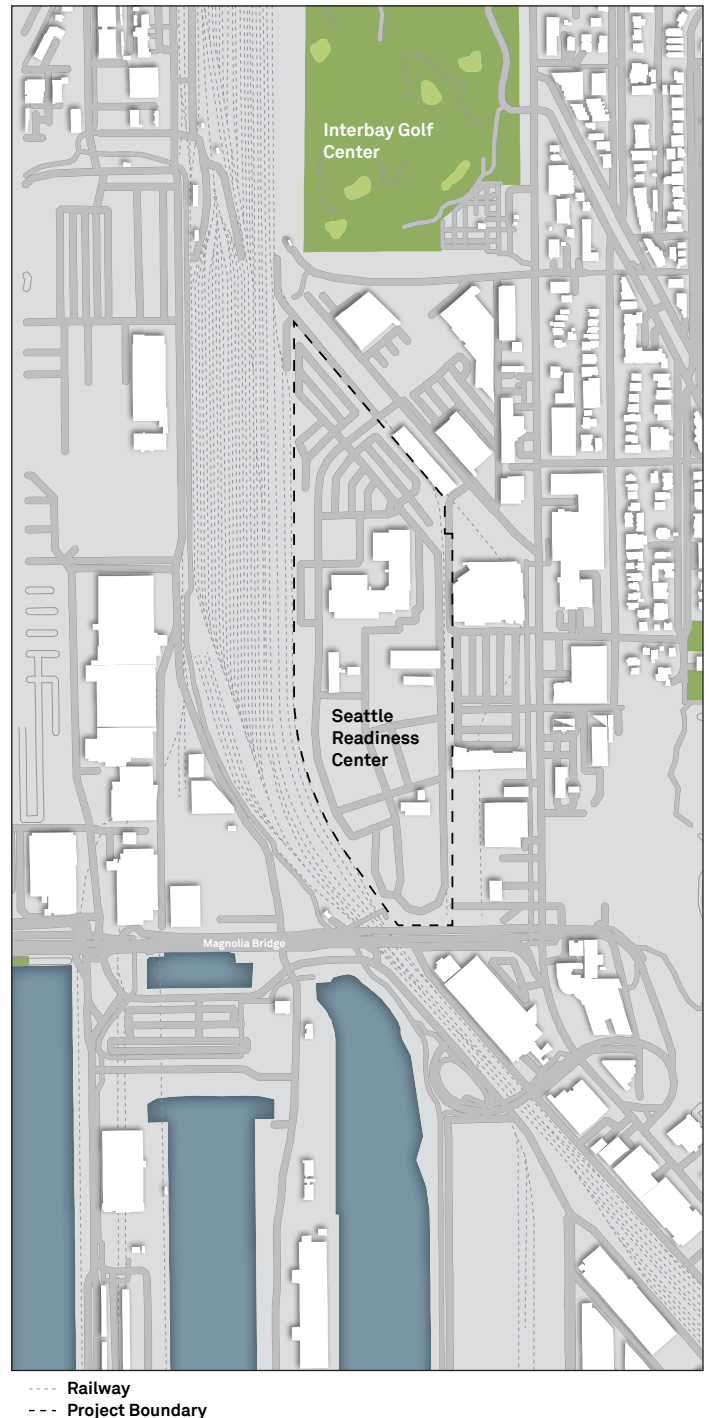 Interbay Golf
Center
Seattle
Readiness
Center
Magnolia Bridge
Railway
Project Boundary